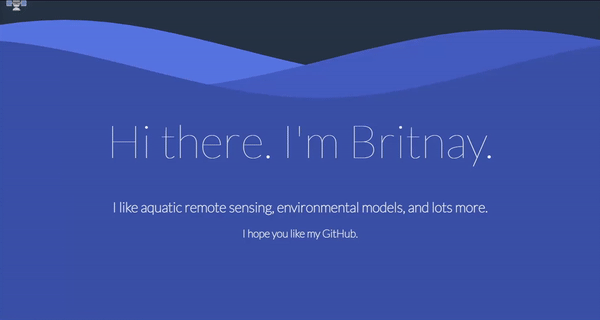 Hi there. I'm Britnay.
I like aquatic remote sensing, environmental models, and lots more.
I hope you like my GitHub.